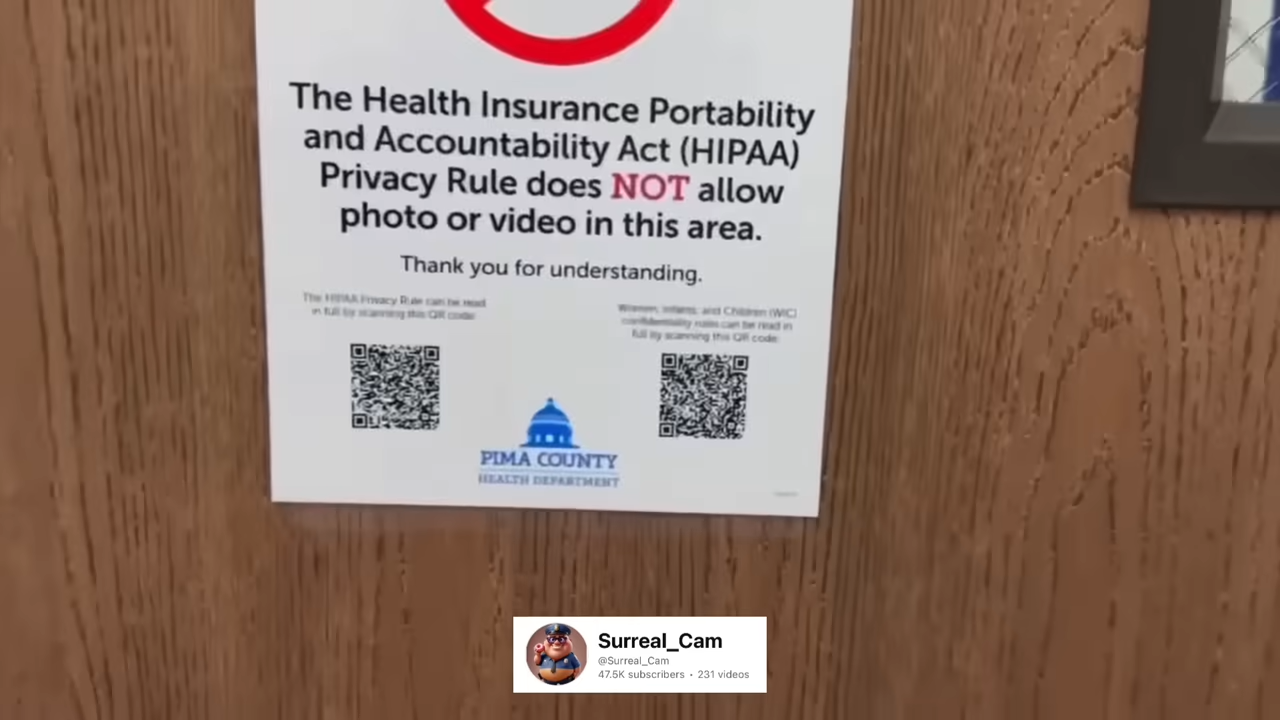 The Health Insurance Portability
and Accountability Act (HIPAA)
Privacy Rule does NOT allow
photo or video in this area.
Thank you for understanding.
The HIPAA Privacy Rule can be read
in full by scanning this QR code:
Women, Infants, and Children (WIC)
confidentiality rules can be read in
full by scanning this QR code:
PIMA COUNTY
HEALTH DEPARTMENT
Surreal_Cam
@Surreal_Cam
47.5K subscribers • 231 videos